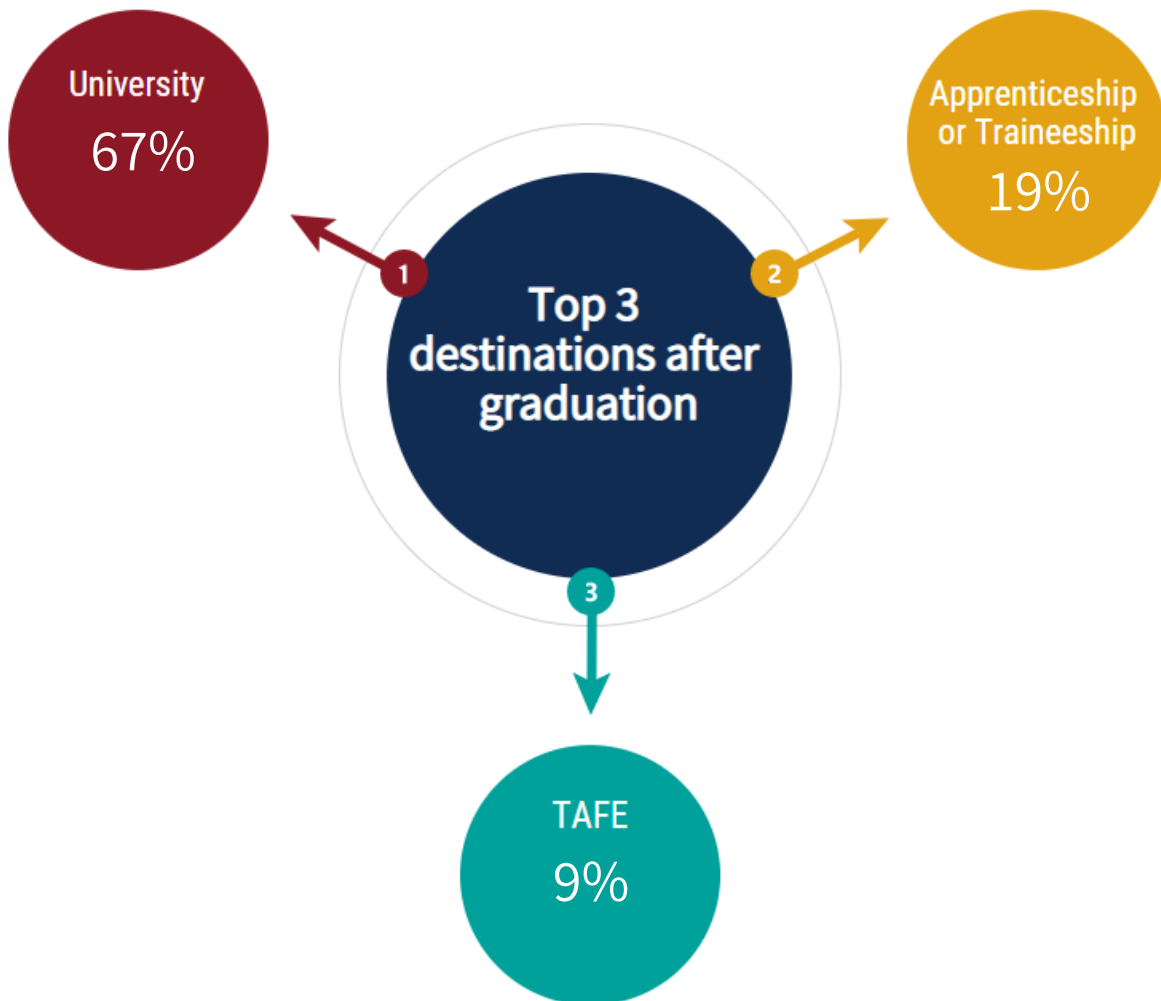 University
67%
Apprenticeship
or Traineeship
19%
1
2
Top 3
destinations after
graduation
3
TAFE
9%